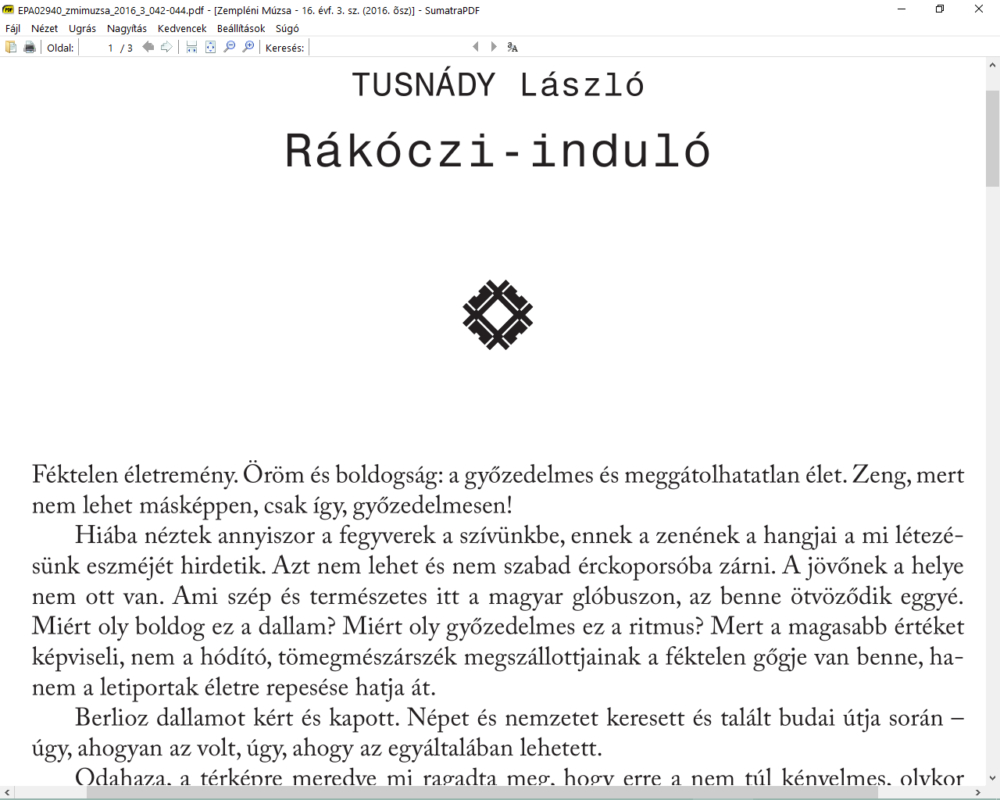 EPA02940_zmimuzsa_2016_3_042-044.pdf - [Zempléni Múzsa - 16. évf. 3. sz. (2016. õsz)] - SumatraPDF
Fájl Nézet Ugrás Nagyítás Kedvencek Beállítások Súgó
Oldal: 1 / 3 Keresés:
TUSNÁDY László
Rákóczi-induló
Féktelen életremény. Öröm és boldogság: a győzedelmes és meggátolhatatlan élet. Zeng, mert
nem lehet másképpen, csak így, győzedelmesen!
Hiába néztek annyiszor a fegyverek a szívünkbe, ennek a zenének a hangjai a mi létezé-
sünk eszméjét hirdetik. Azt nem lehet és nem szabad érckoporsóba zárni. A jövőnek a helye
nem ott van. Ami szép és természetes itt a magyar glóbuszon, az benne ötvöződik eggyé.
Miért oly boldog ez a dallam? Miért oly győzedelmes ez a ritmus? Mert a magasabb értéket
képviseli, nem a hódító, tömegmészárszék megszállottjainak a féktelen gőgje van benne, ha-
nem a letiportak életre repesése hatja át.
Berlioz dallamot kért és kapott. Népet és nemzetet keresett és talált budai útja során –
úgy, ahogyan az volt, úgy, ahogy az egyáltalában lehetett.
Odahaza, a térképre meredve mi ragadta meg, hogy erre a nem túl kényelmes, olykor